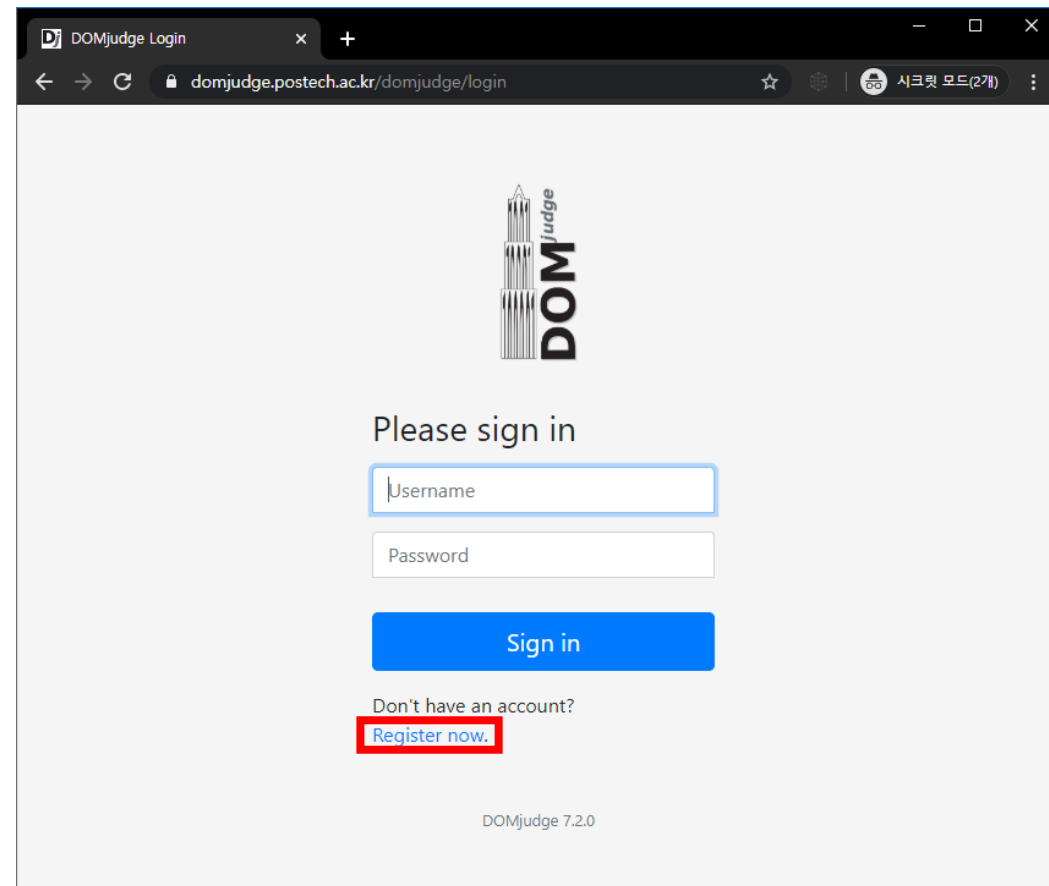 Dj DOMjudge Login
domjudge.postech.ac.kr/domjudge/login
시크릿 모드(2개)
DOMjudge
Please sign in
Username
Password
Sign in
Don't have an account?
Register now.
DOMjudge 7.2.0